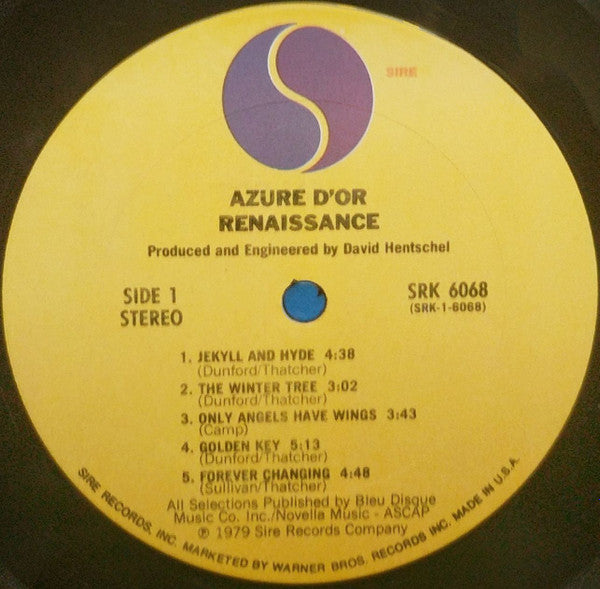 SIRE
AZURE D'OR
RENAISSANCE
Produced and Engineered by David Hentschel
SIDE 1
STEREO
SRK 6068
(SRK-1-6068)
1. JEKYLL AND HYDE 4:38
(Dunford/Thatcher)
2. THE WINTER TREE 3:02
(Dunford/Thatcher)
3. ONLY ANGELS HAVE WINGS 3:43
(Camp)
4. GOLDEN KEY 5:13
(Dunford/Thatcher)
5. FOREVER CHANGING 4:48
(Sullivan/Thatcher)
All Selections Published by Bleu Disque
Music Co. Inc./Novella Music - ASCAP
℗ 1979 Sire Records Company
SIRE RECORDS, INC. MARKETED BY WARNER BROS. RECORDS INC. MADE IN U.S.A.